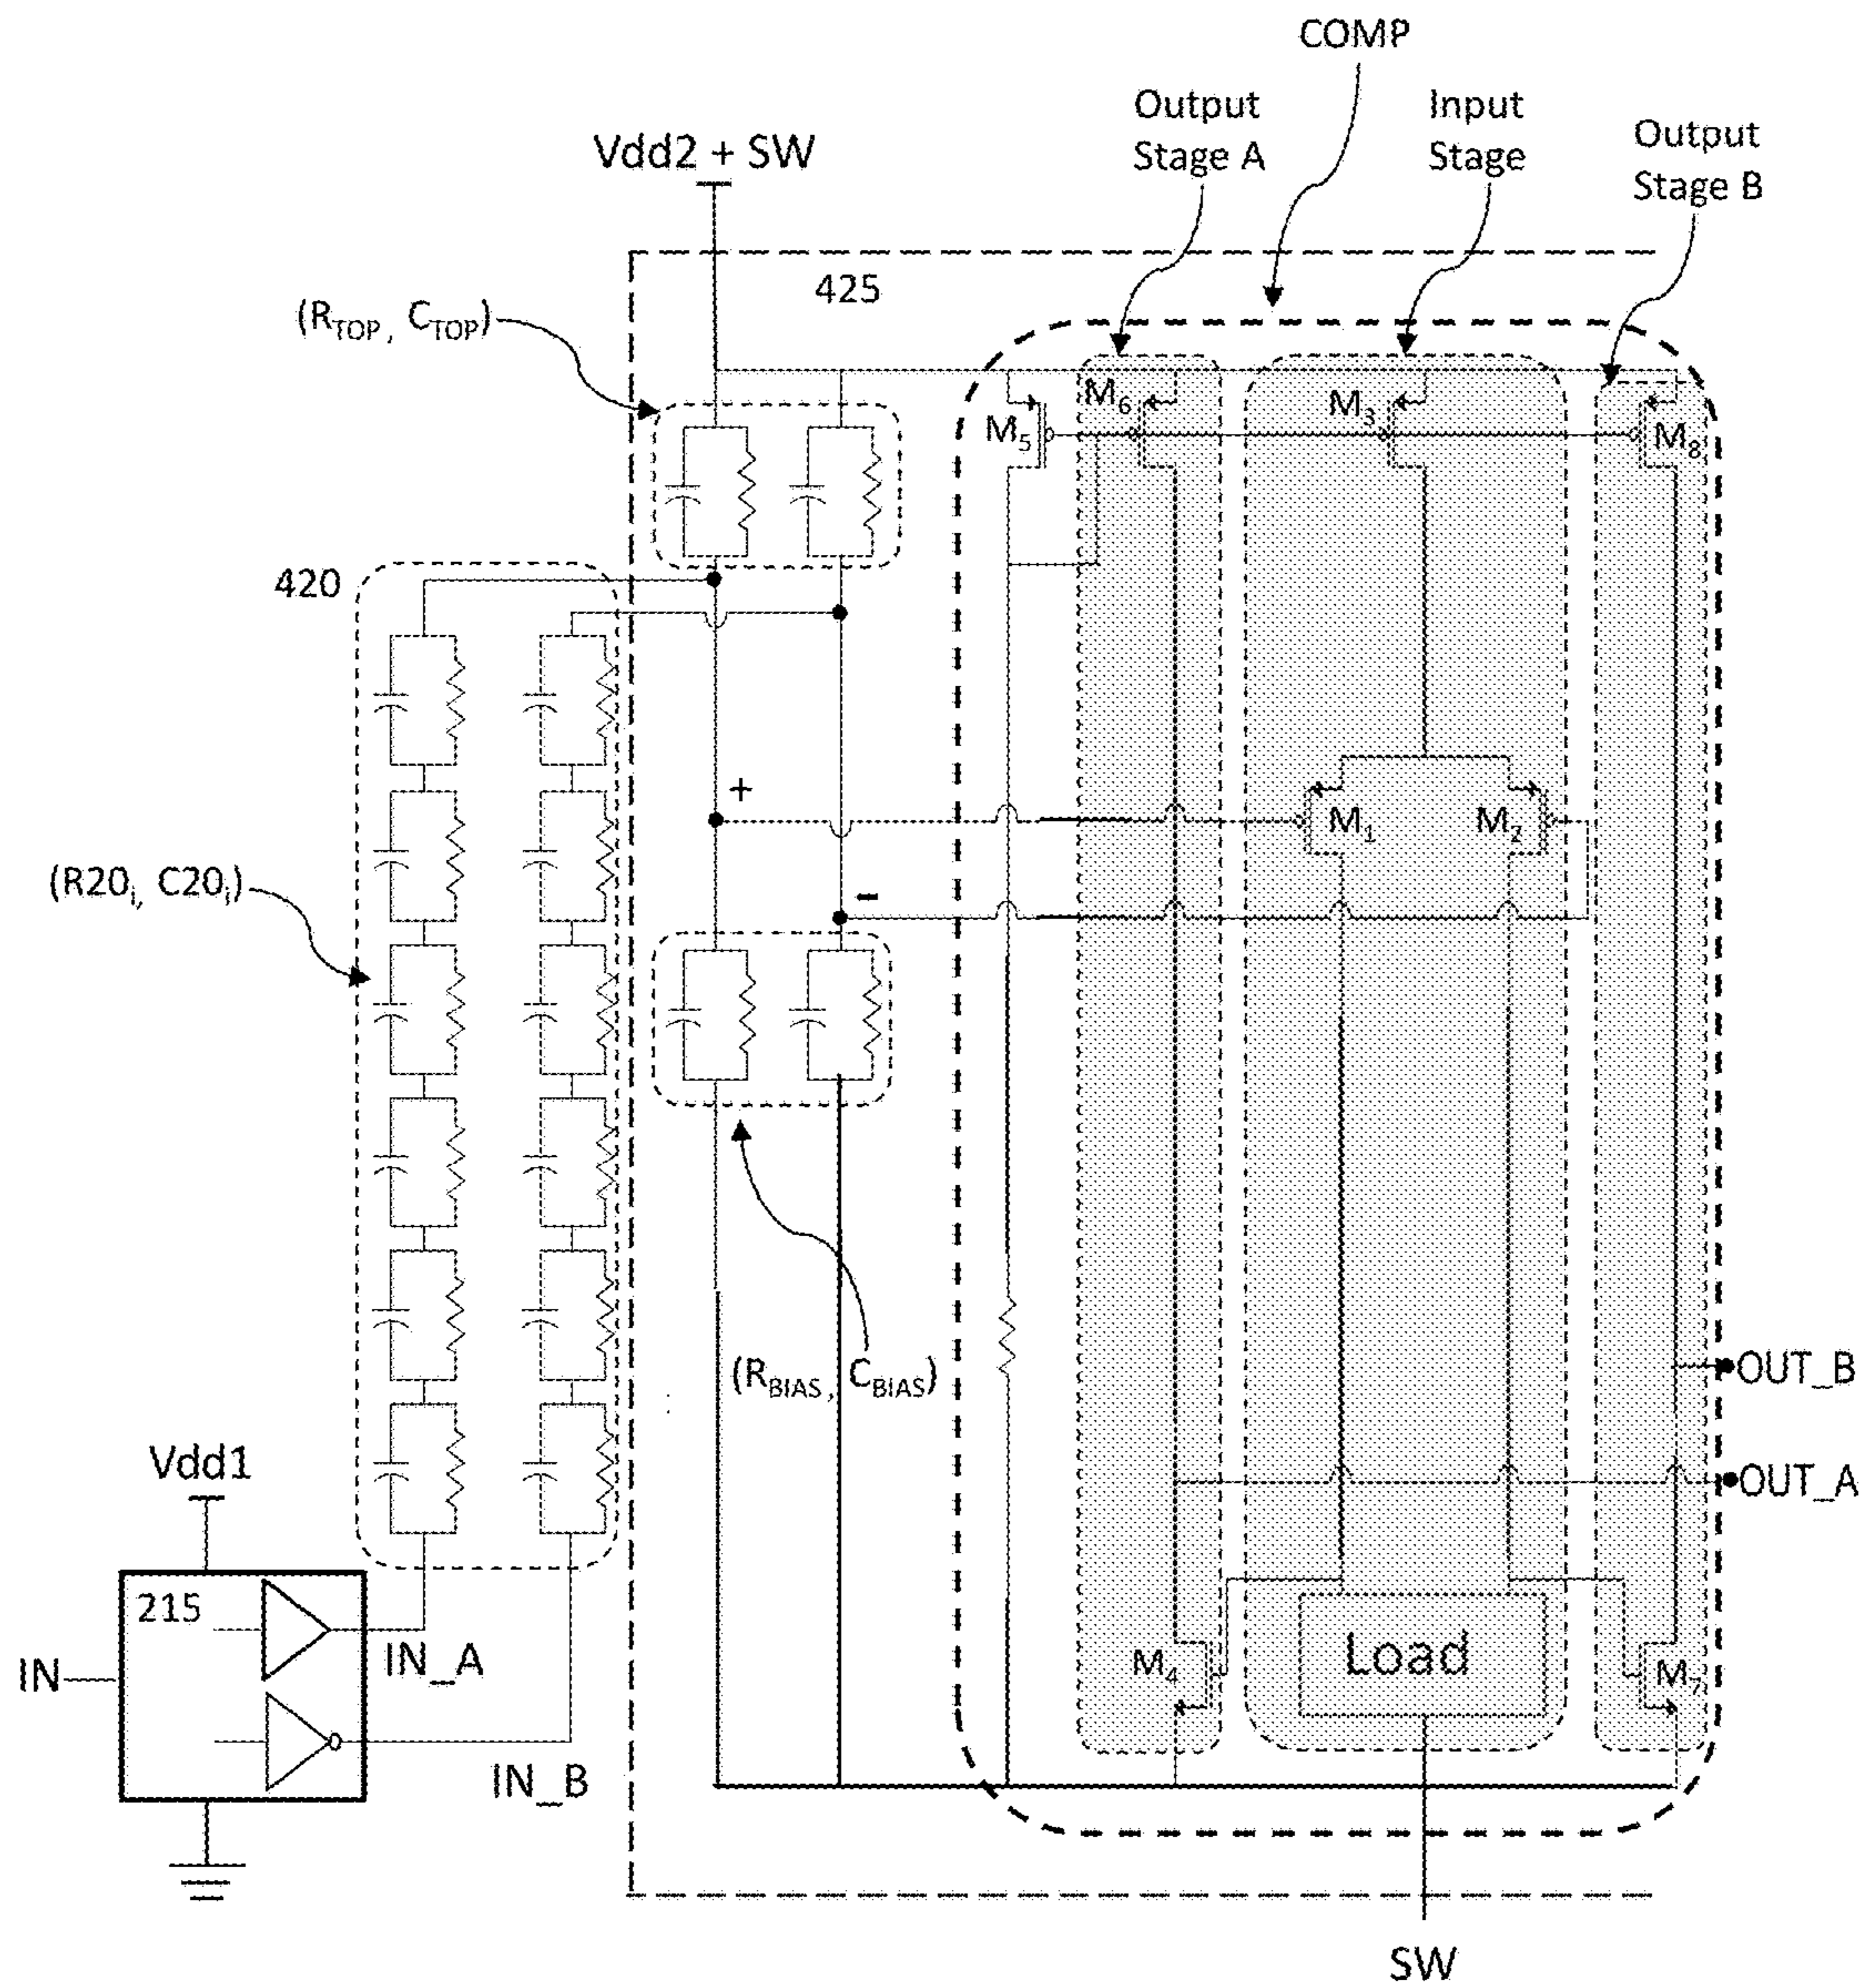 COMP
Output
Stage A
Input
Stage
Output
Stage B
Vdd2 + SW
425
(R_TOP, C_TOP)
M6
M3
M5
M8
420
+
M1
M2
(R20i, C20i)
-
(R_BIAS, C_BIAS)
OUT_B
Vdd1
OUT_A
215
IN_A
Load
M4
M7
IN
IN_B
SW